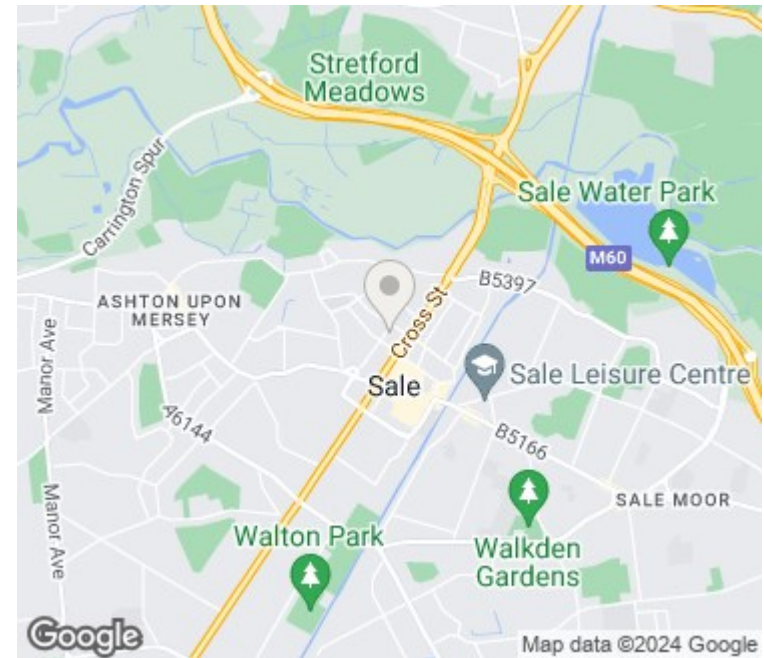 Stretford
Meadows
Carrington Spur
Sale Water Park
M60
B5397
ASHTON UPON
MERSEY
Cross St
Manor Ave
Sale
Sale Leisure Centre
A6144
B5166
Manor Ave
SALE MOOR
Walton Park
Walkden
Gardens
Google
Map data ©2024 Google